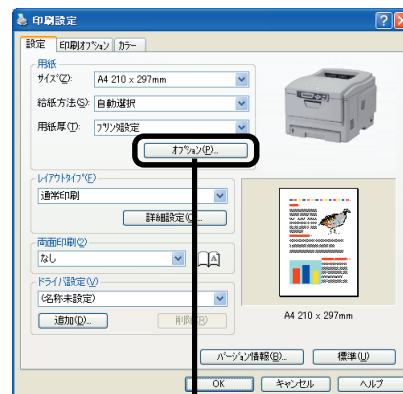 印刷設定
設定 印刷オプション カラー
用紙
サイズ(Z): A4 210 x 297mm
給紙方法(S): 自動選択
用紙厚(T): プリンタ設定
オプション(P)...
レイアウトタイプ(F)
通常印刷
詳細設定
両面印刷(2)
なし
A
ドライバ設定(V)
(名称未設定)
追加(D)... 削除(R)
A4 210 x 297mm
バージョン情報(B)... 標準(U)
OK キャンセル ヘルプ